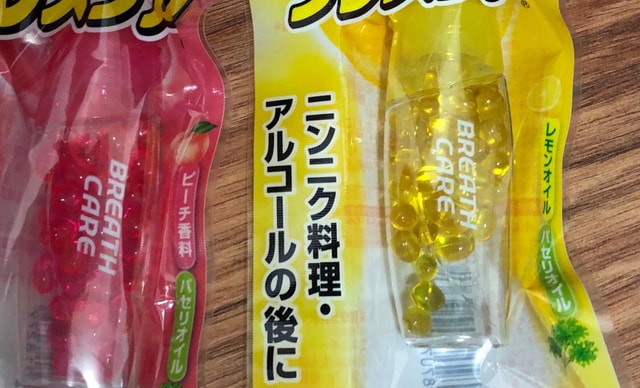 BREATH
CARE
ピーチ香料
パセリオイル
ニンニク料理・
アルコールの後に
BREATH
CARE
レモンオイル
パセリオイル